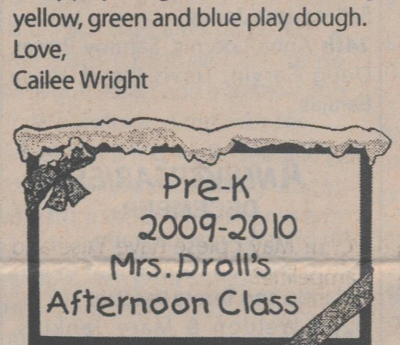 yellow, green and blue play dough.
Love,
Cailee Wright
Pre-K
2009-2010
Mrs. Droll's
Afternoon Class